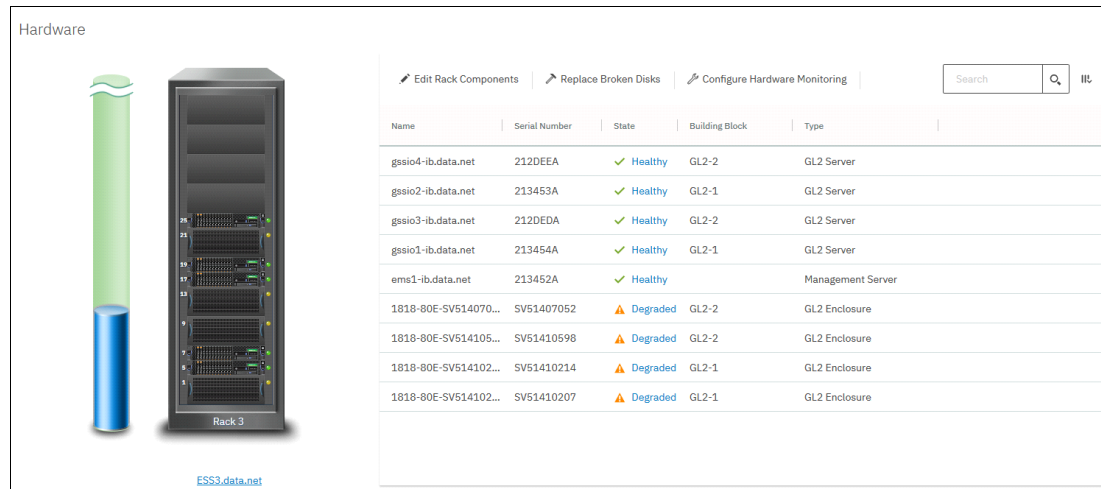 Hardware
Edit Rack Components Replace Broken Disks Configure Hardware Monitoring Search
Name Serial Number State Building Block Type
gssio4-ib.data.net 212DEEA Healthy GL2-2 GL2 Server
gssio2-ib.data.net 213453A Healthy GL2-1 GL2 Server
gssio3-ib.data.net 212DEDA Healthy GL2-2 GL2 Server
gssio1-ib.data.net 213454A Healthy GL2-1 GL2 Server
ems1-ib.data.net 213452A Healthy Management Server
1818-80E-SV514070... SV51407052 Degraded GL2-2 GL2 Enclosure
1818-80E-SV514105... SV51410598 Degraded GL2-2 GL2 Enclosure
1818-80E-SV514102... SV51410214 Degraded GL2-1 GL2 Enclosure
1818-80E-SV514102... SV51410207 Degraded GL2-1 GL2 Enclosure
25
21
19
17
13
9
7
5
1
Rack 3
ESS3.data.net